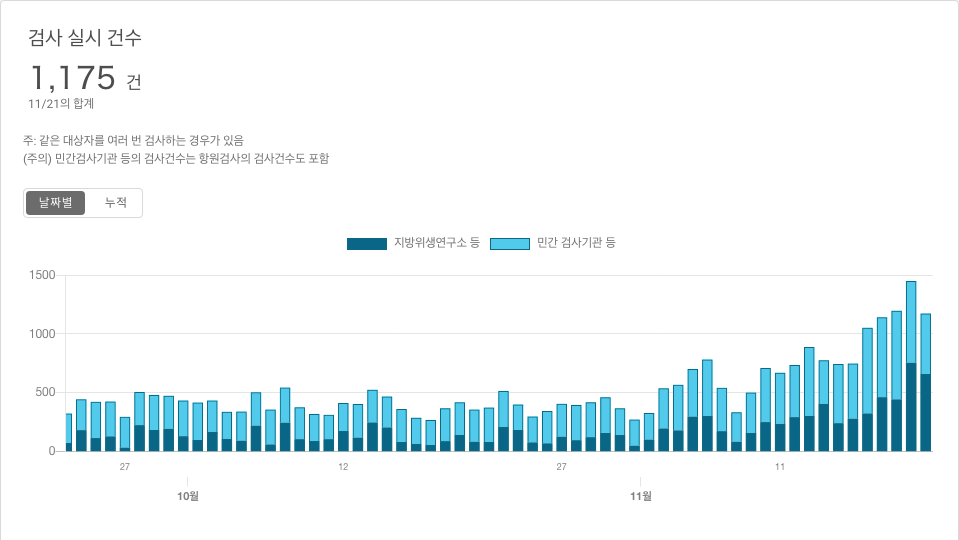 검사 실시 건수
1,175 건
11/21의 합계
주: 같은 대상자를 여러 번 검사하는 경우가 있음
(주의) 민간검사기관 등의 검사건수는 항원검사의 검사건수도 포함
날짜별 누적
지방위생연구소 등 민간 검사기관 등
1500
1000
500
0
27 12 27 11
10월 11월